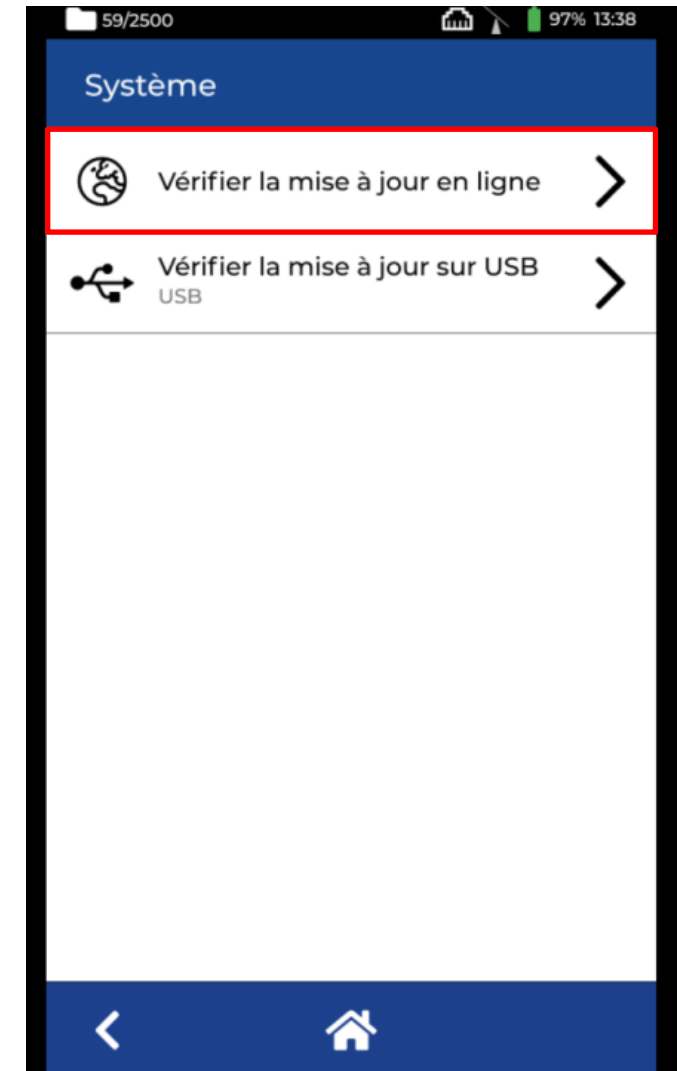 59/2500 97% 13:38
Système
Vérifier la mise à jour en ligne
Vérifier la mise à jour sur USB
USB